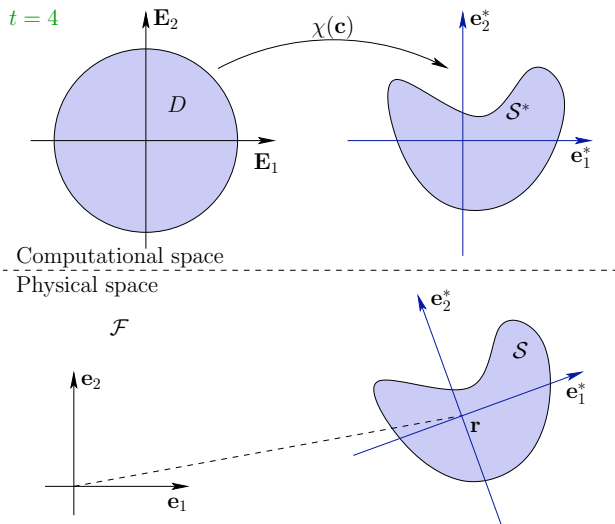 t = 4
E₂
χ(c)
e₂*
D
S*
E₁
e₁*
Computational space
Physical space
F
e₂*
e₂
S
e₁*
r
e₁